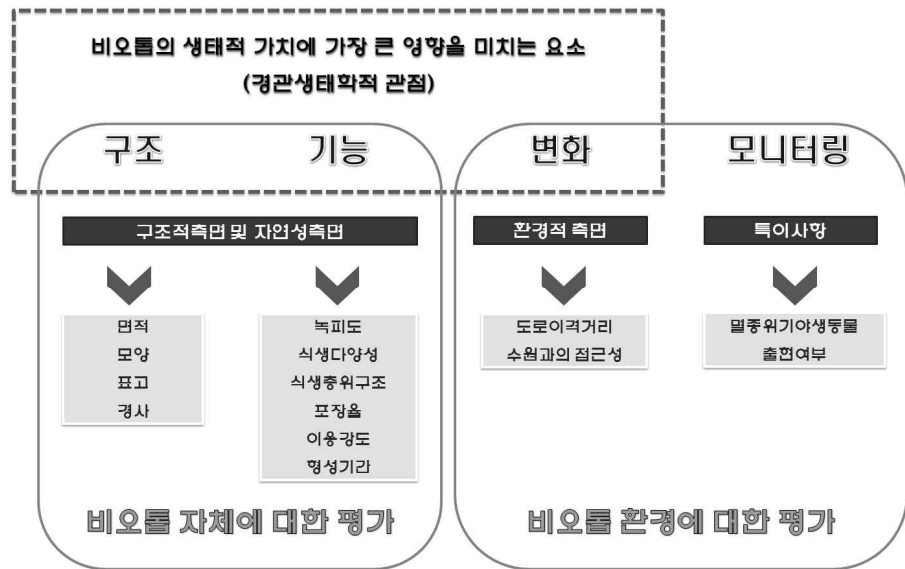 비오톱의 생태적 가치에 가장 큰 영향을 미치는 요소
(경관생태학적 관점)
구조
기능
변화
모니터링
구조적측면 및 자연성측면
환경적 측면
특이사항
면적
모양
표고
경사
녹피도
식생다양성
식생층위구조
포장율
이용강도
형성기간
도로이격거리
수원과의 접근성
멸종위기야생동물
출현여부
비오톱 자체에 대한 평가
비오톱 환경에 대한 평가